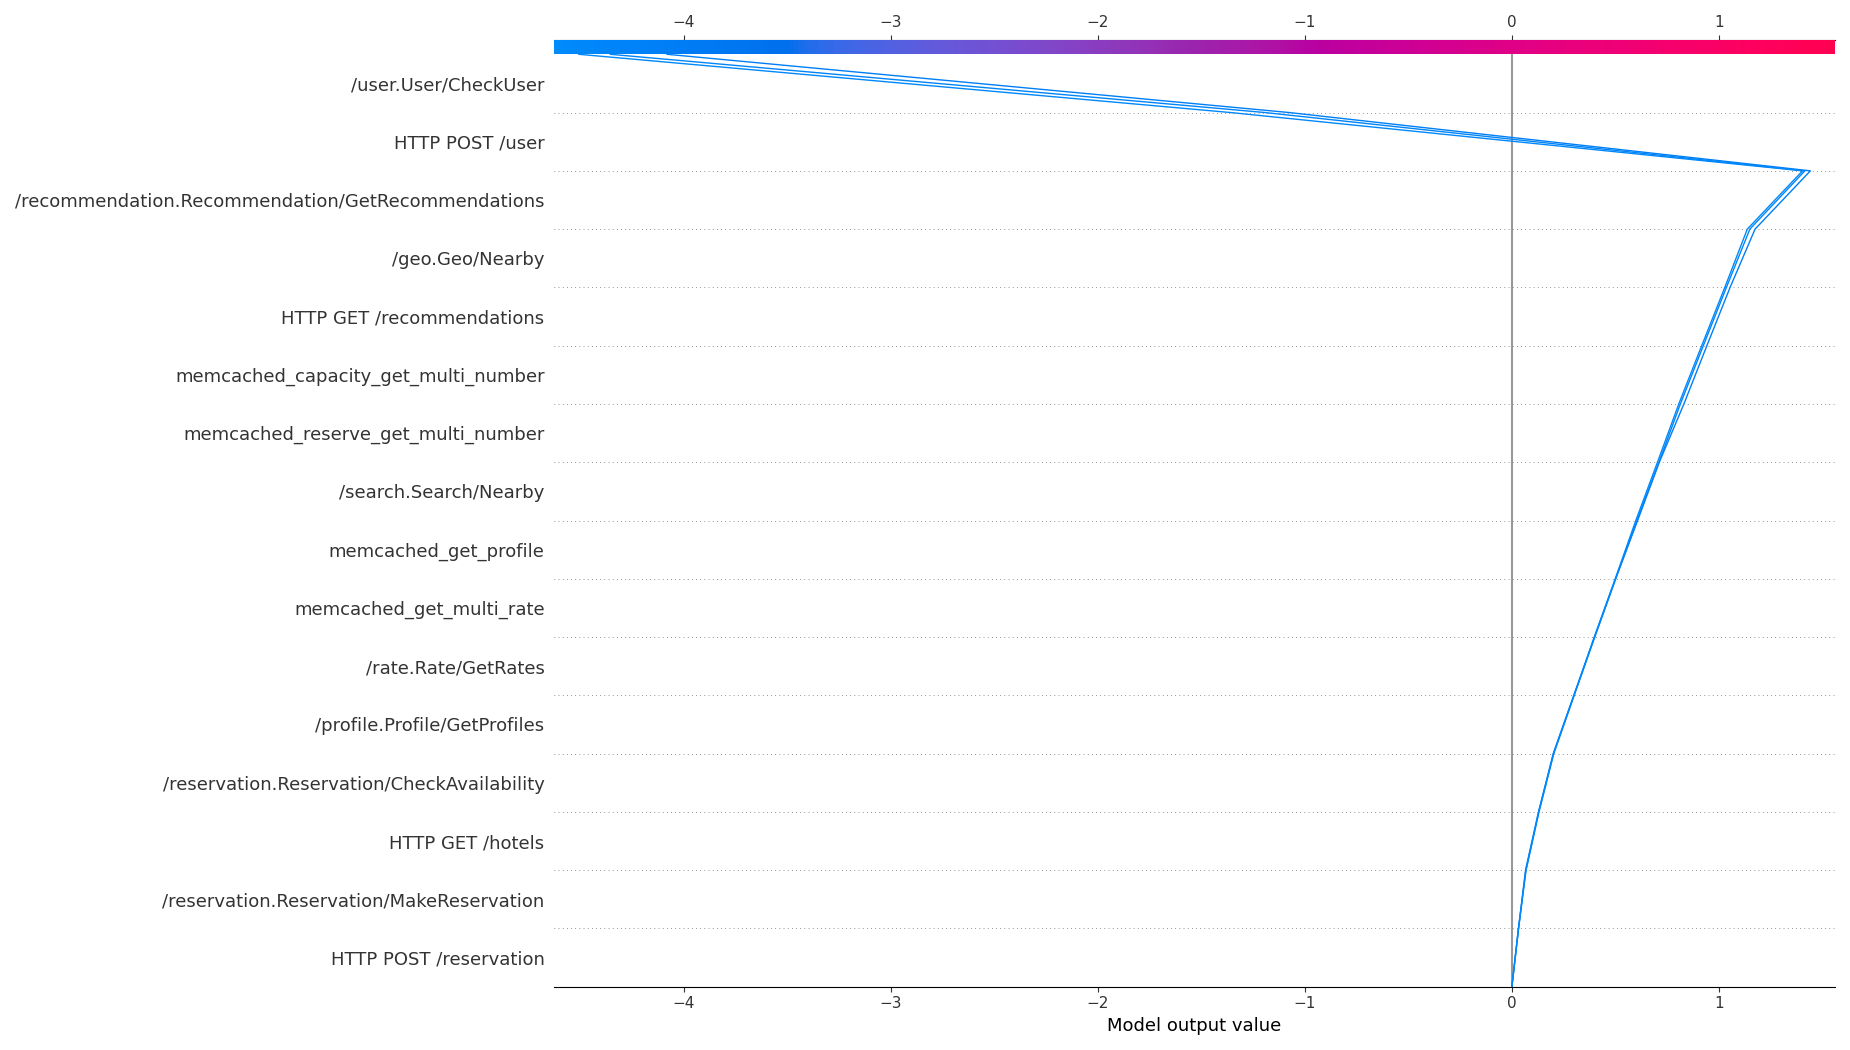 −4 −3 −2 −1 0 1
/user.User/CheckUser
HTTP POST /user
/recommendation.Recommendation/GetRecommendations
/geo.Geo/Nearby
HTTP GET /recommendations
memcached_capacity_get_multi_number
memcached_reserve_get_multi_number
/search.Search/Nearby
memcached_get_profile
memcached_get_multi_rate
/rate.Rate/GetRates
/profile.Profile/GetProfiles
/reservation.Reservation/CheckAvailability
HTTP GET /hotels
/reservation.Reservation/MakeReservation
HTTP POST /reservation
−4 −3 −2 −1 0 1
Model output value